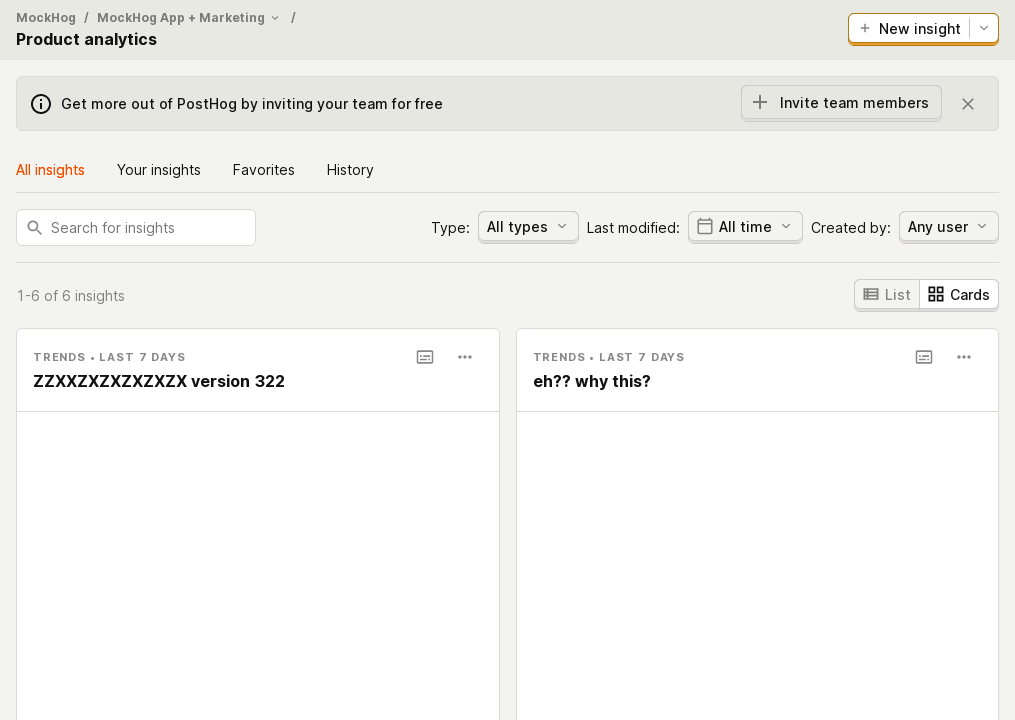 MockHog / MockHog App + Marketing /
Product analytics
New insight
Get more out of PostHog by inviting your team for free
Invite team members
All insights Your insights Favorites History
Search for insights
Type: All types Last modified: All time Created by: Any user
1-6 of 6 insights
List Cards
TRENDS • LAST 7 DAYS
ZZXXZXZXZXZXZX version 322
TRENDS • LAST 7 DAYS
eh?? why this?